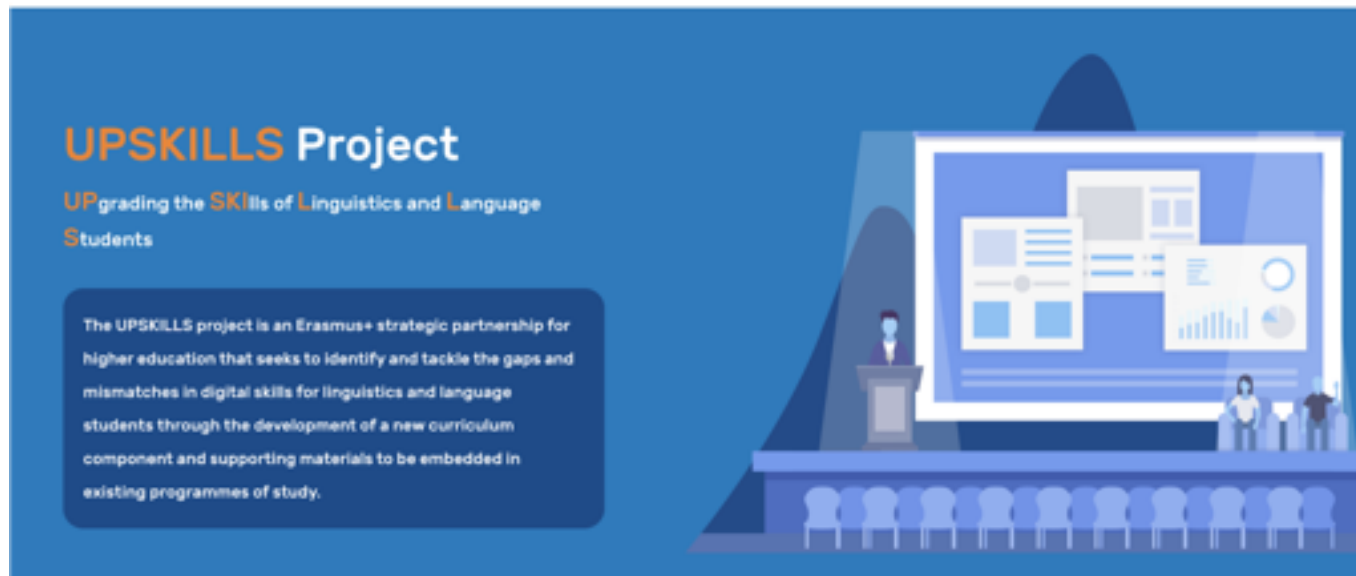 UPSKILLS Project
UPgrading the SKIlls of Linguistics and Language
Students
The UPSKILLS project is an Erasmus+ strategic partnership for
higher education that seeks to identify and tackle the gaps and
mismatches in digital skills for linguistics and language
students through the development of a new curriculum
component and supporting materials to be embedded in
existing programmes of study.